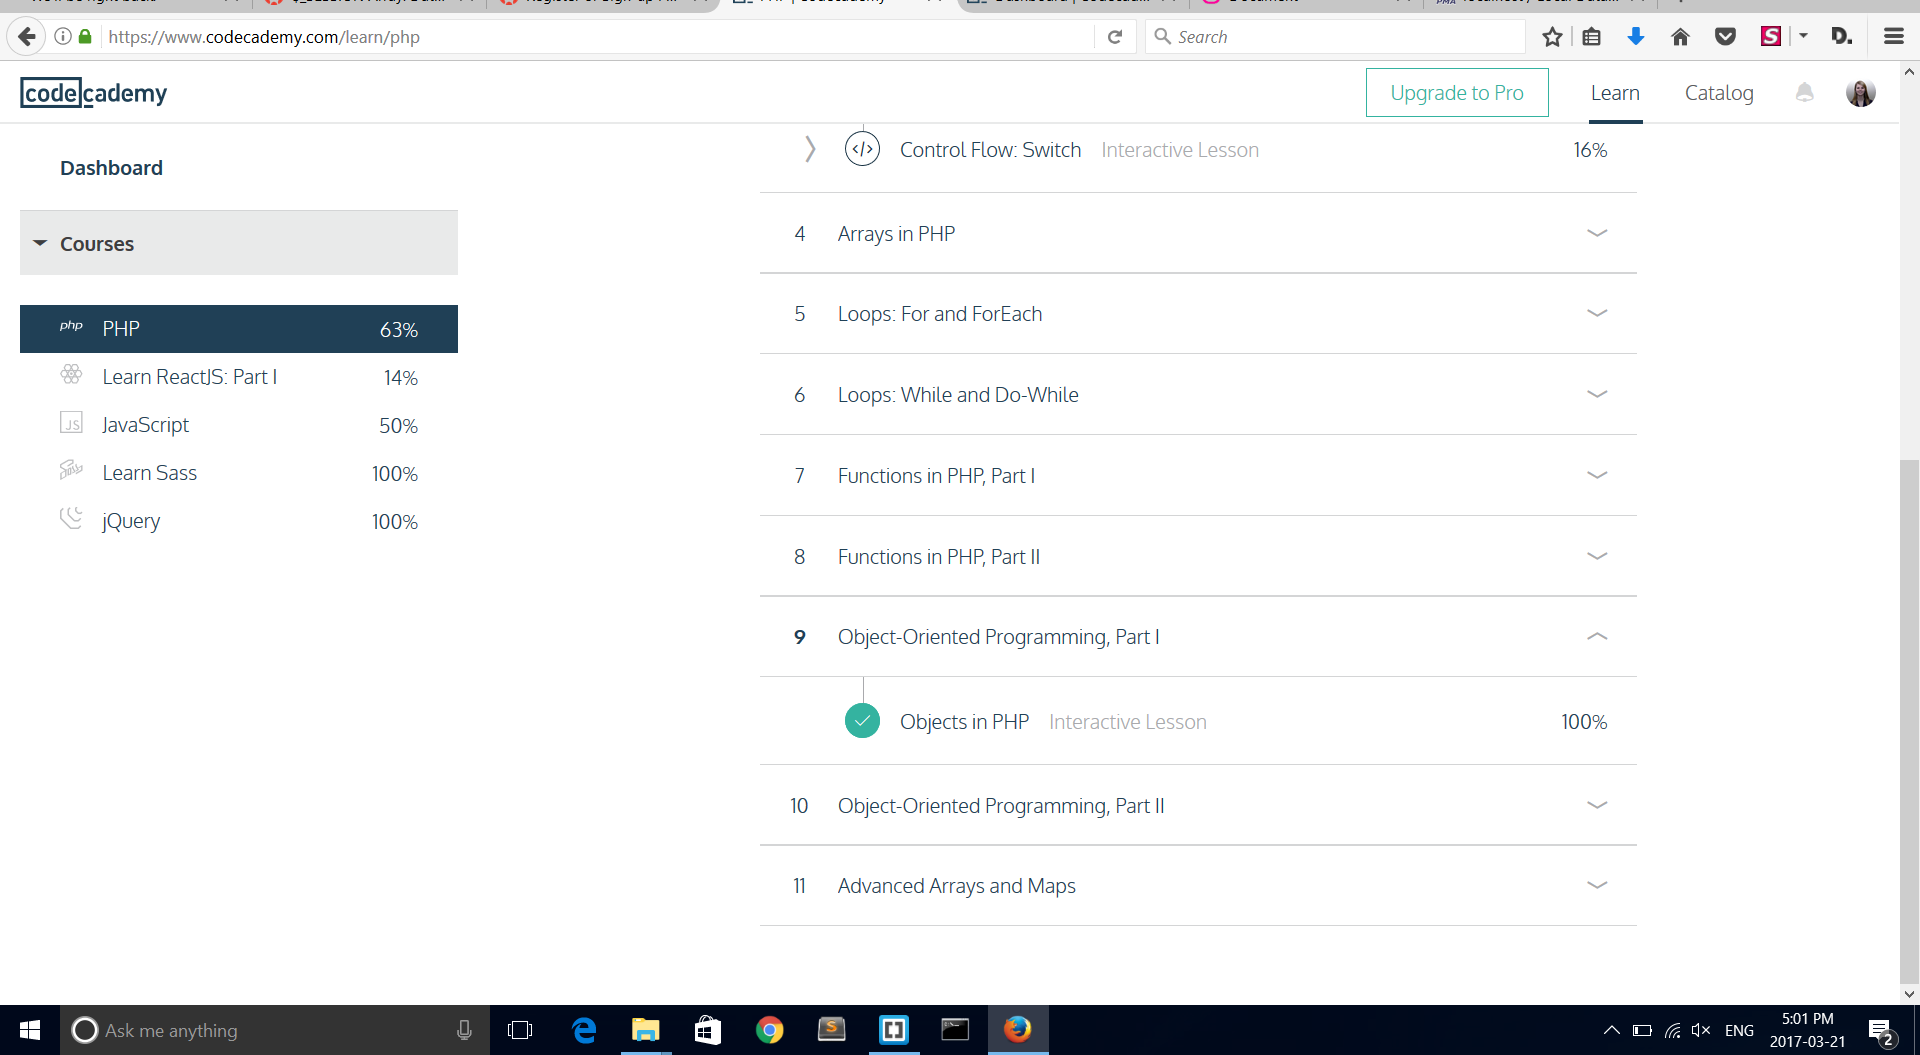 https://www.codecademy.com/learn/php
Search
S
D.
codecademy
Upgrade to Pro
Learn
Catalog
Dashboard
Courses
php PHP 63%
Learn ReactJS: Part I 14%
JS JavaScript 50%
Learn Sass 100%
jQuery 100%
</> Control Flow: Switch Interactive Lesson 16%
4 Arrays in PHP
5 Loops: For and ForEach
6 Loops: While and Do-While
7 Functions in PHP, Part I
8 Functions in PHP, Part II
9 Object-Oriented Programming, Part I
Objects in PHP Interactive Lesson 100%
10 Object-Oriented Programming, Part II
11 Advanced Arrays and Maps
Ask me anything
ENG
5:01 PM
2017-03-21
2